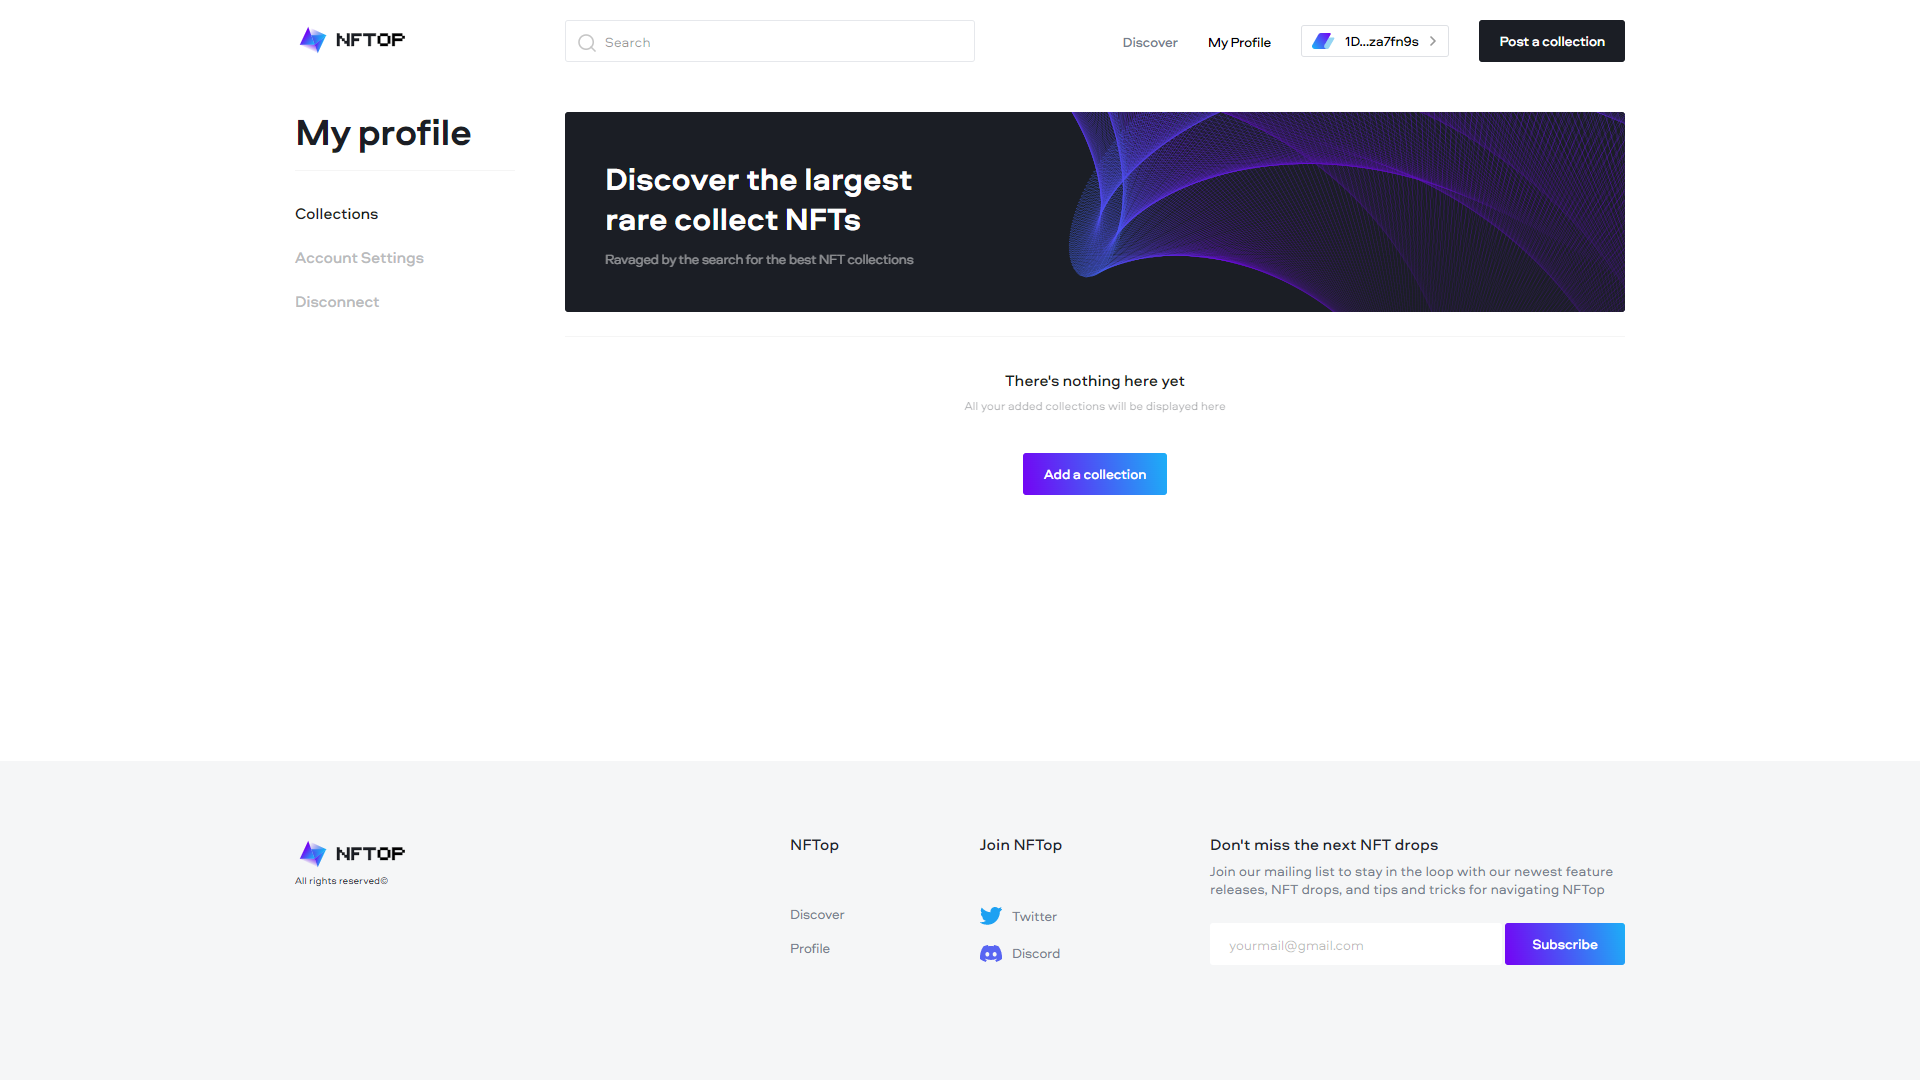 NFTOP
Search
Discover
My Profile
1D...za7fn9s
Post a collection
My profile
Collections
Account Settings
Disconnect
Discover the largest
rare collect NFTs
Ravaged by the search for the best NFT collections
There's nothing here yet
All your added collections will be displayed here
Add a collection
NFTOP
All rights reserved©
NFTop
Discover
Profile
Join NFTop
Twitter
Discord
Don't miss the next NFT drops
Join our mailing list to stay in the loop with our newest feature
releases, NFT drops, and tips and tricks for navigating NFTop
yourmail@gmail.com
Subscribe